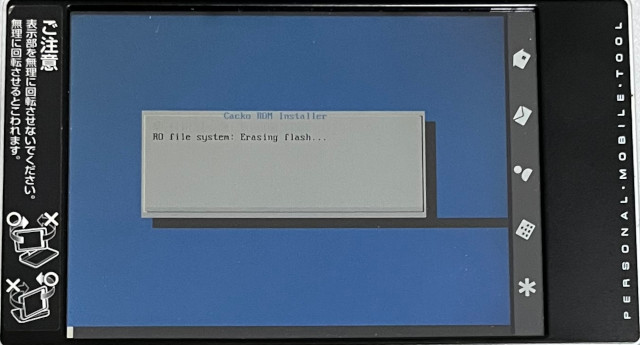 ご注意
表示部を無理に回転させないでください。
無理に回転させるとこわれます。
Cacko ROM Installer
RO file system: Erasing flash...
PERSONAL・MOBILE・TOOL